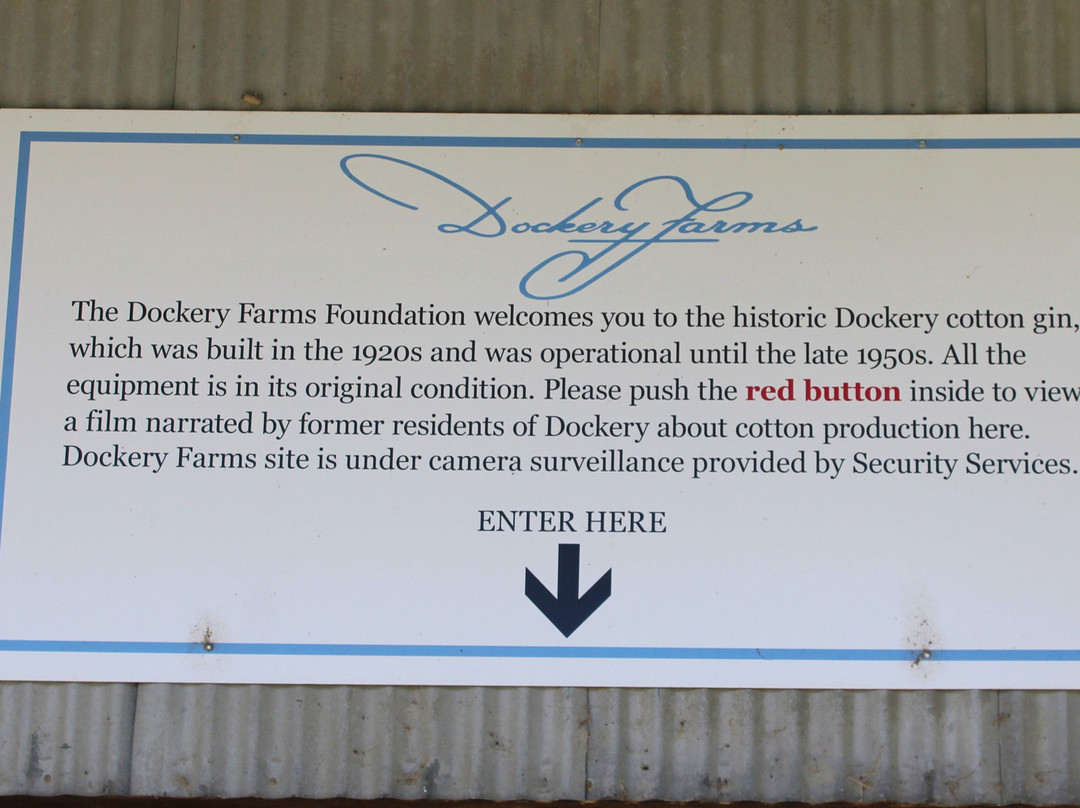 Dockery Farms
The Dockery Farms Foundation welcomes you to the historic Dockery cotton gin,
which was built in the 1920s and was operational until the late 1950s. All the
equipment is in its original condition. Please push the red button inside to view
a film narrated by former residents of Dockery about cotton production here.
Dockery Farms site is under camera surveillance provided by Security Services.
ENTER HERE